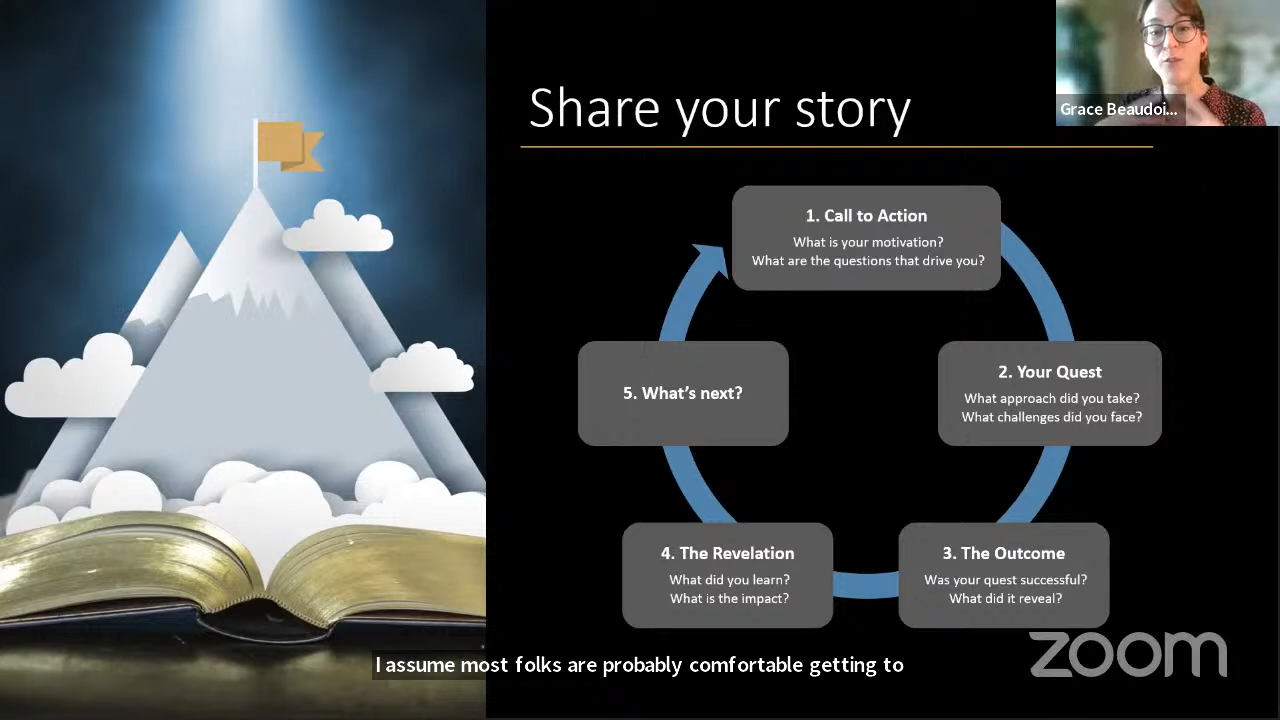 Share your story
Grace Beaudoi...
1. Call to Action
What is your motivation?
What are the questions that drive you?
2. Your Quest
What approach did you take?
What challenges did you face?
3. The Outcome
Was your quest successful?
What did it reveal?
4. The Revelation
What did you learn?
What is the impact?
5. What's next?
I assume most folks are probably comfortable getting to
zoom